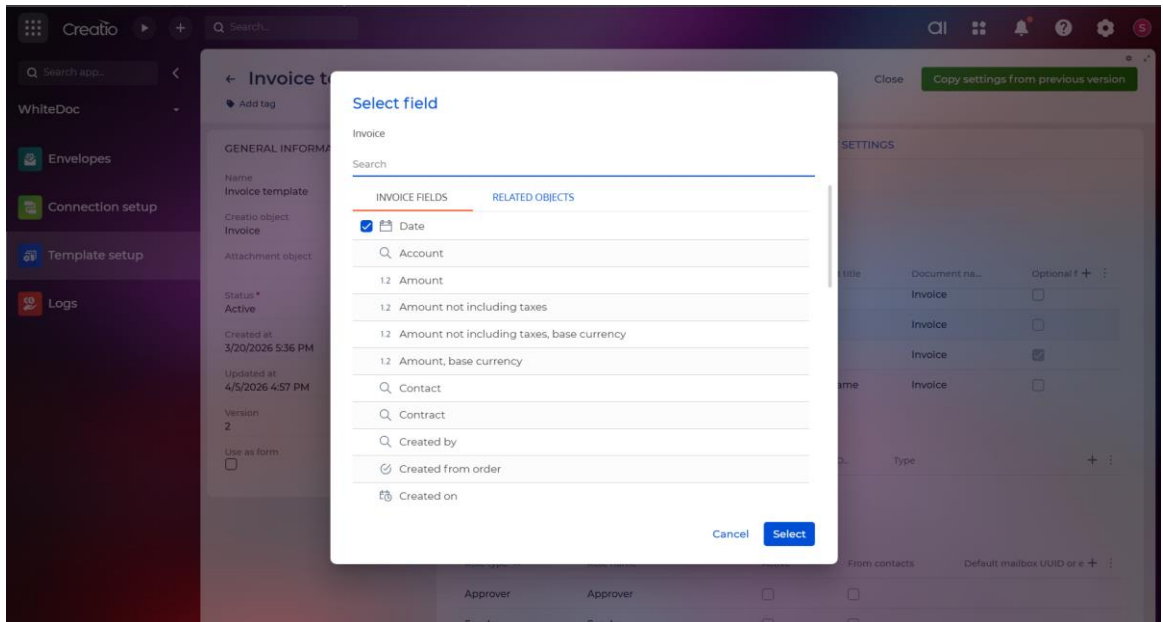 Creatio
Search...
ai
S
Search app...
WhiteDoc
Envelopes
Connection setup
Template setup
Logs
Invoice t
Add tag
Close
Copy settings from previous version
GENERAL INFORMA
Name
Invoice template
Creatio object
Invoice
Attachment object
Status *
Active
Created at
3/20/2026 5:36 PM
Updated at
4/5/2026 4:57 PM
Version
2
Use as form
SETTINGS
title
Document na...
Optional f
Invoice
Invoice
Invoice
ame
Invoice
Type
From contacts
Default mailbox UUID or e
Approver
Approver
Select field
Invoice
Search
INVOICE FIELDS
RELATED OBJECTS
Date
Account
1.2 Amount
1.2 Amount not including taxes
1.2 Amount not including taxes, base currency
1.2 Amount, base currency
Contact
Contract
Created by
Created from order
Created on
Cancel
Select